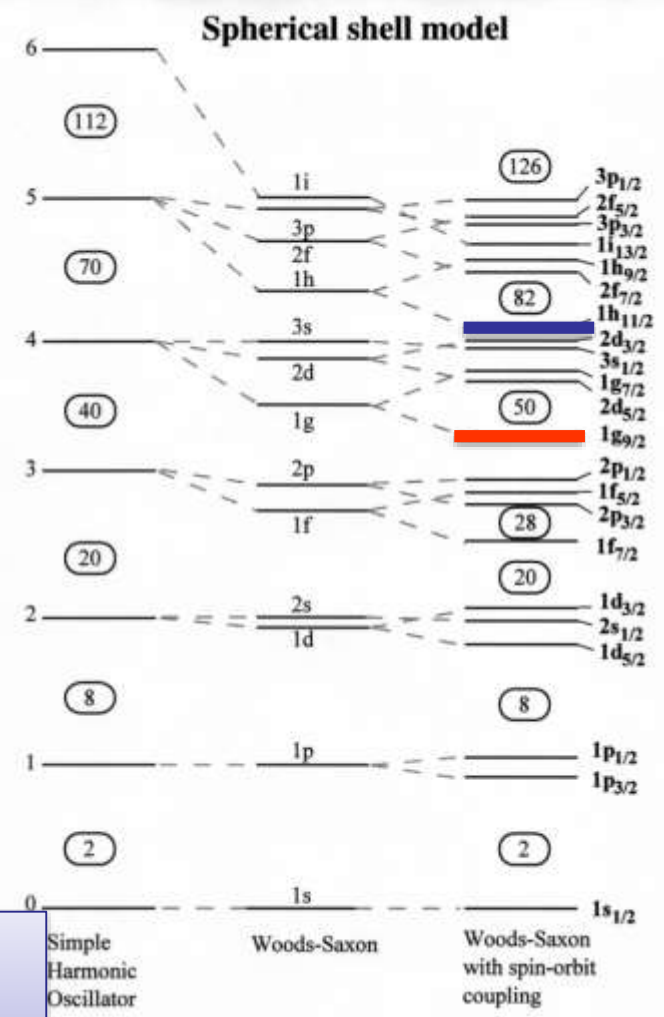 Spherical shell model
6
112
126
3p1/2
1i
5
2f5/2
3p3/2
3p
1i13/2
2f
1h9/2
70
1h
2f7/2
82
1h11/2
3s
4
2d3/2
3s1/2
2d
1g7/2
40
50
2d5/2
1g
1g9/2
3
2p
2p1/2
1f5/2
1f
28
2p3/2
1f7/2
20
20
2s
1d3/2
2
2s1/2
1d
1d5/2
8
8
1
1p
1p1/2
1p3/2
2
2
1s
0
1s1/2
Simple
Harmonic
Oscillator
Woods-Saxon
Woods-Saxon
with spin-orbit
coupling